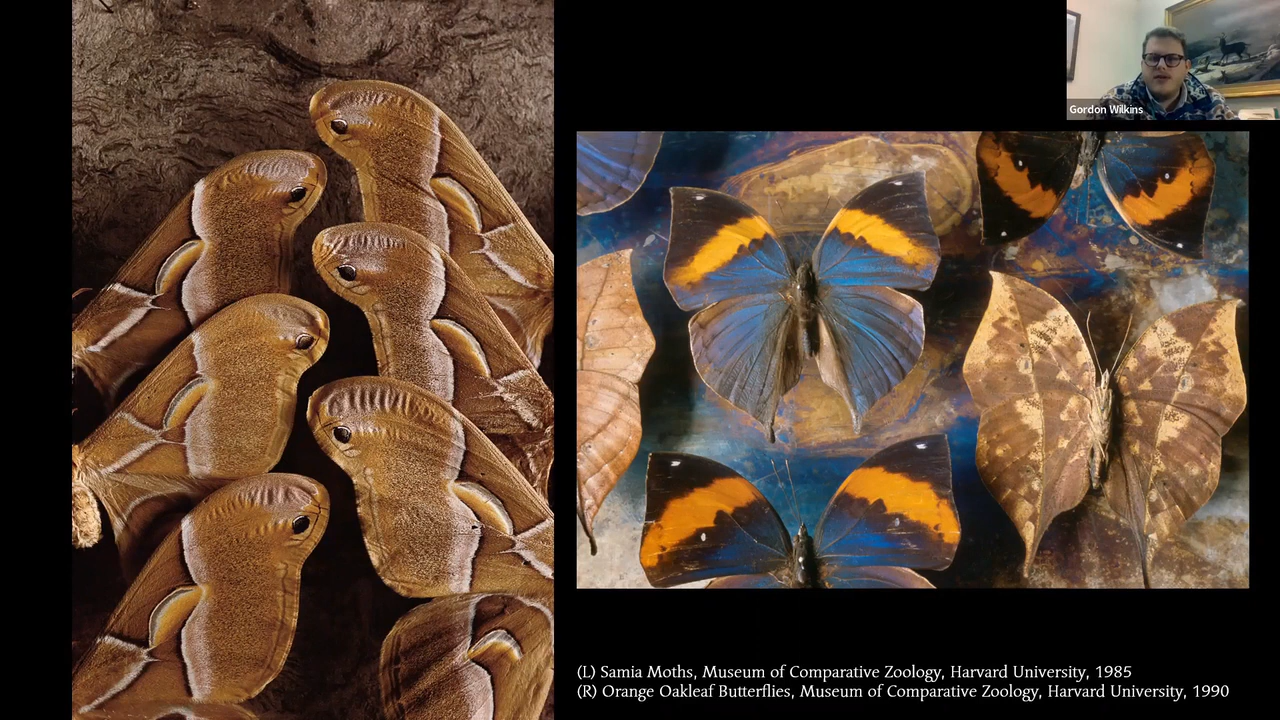 Gordon Wilkins
(L) Samia Moths, Museum of Comparative Zoology, Harvard University, 1985
(R) Orange Oakleaf Butterflies, Museum of Comparative Zoology, Harvard University, 1990